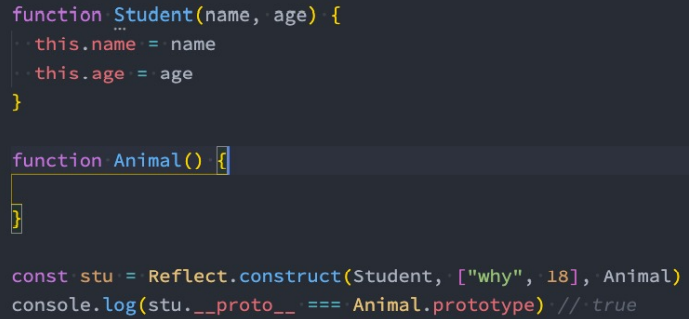 function Student(name, age) {
  this.name = name
  this.age = age
}
function Animal() {
}
const stu = Reflect.construct(Student, ["why", 18], Animal)
console.log(stu.__proto__ === Animal.prototype) // true